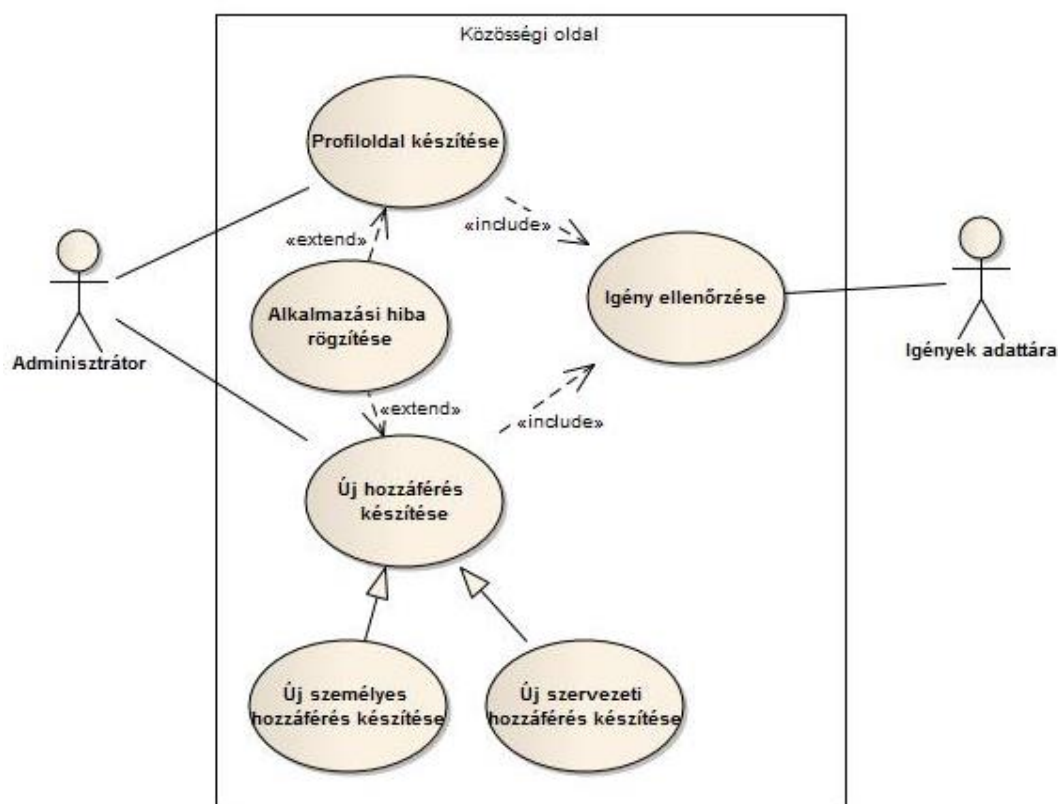 Közösségi oldal
Profiloldal készítése
«extend»
«include»
Alkalmazási hiba
rögzítése
Igény ellenőrzése
Adminisztrátor
Igények adattára
«extend»
«include»
Új hozzáférés
készítése
Új személyes
hozzáférés készítése
Új szervezeti
hozzáférés készítése